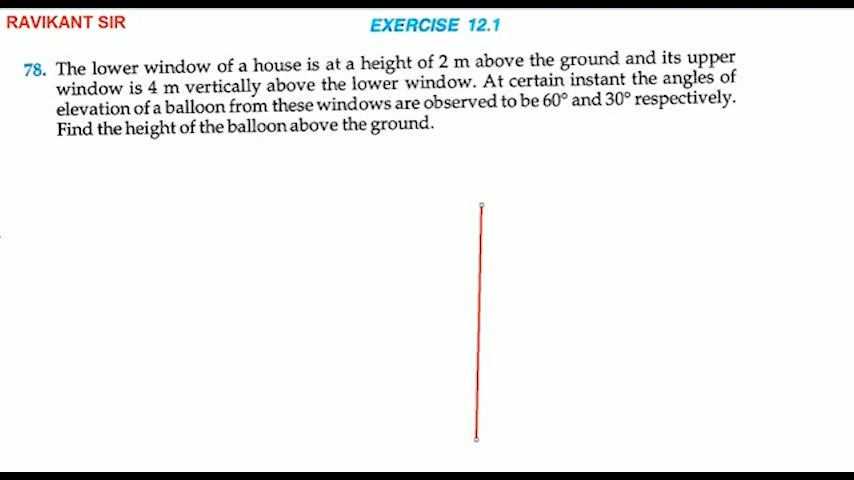 RAVIKANT SIR
EXERCISE 12.1
78. The lower window of a house is at a height of 2 m above the ground and its upper
window is 4 m vertically above the lower window. At certain instant the angles of
elevation of a balloon from these windows are observed to be 60° and 30° respectively.
Find the height of the balloon above the ground.